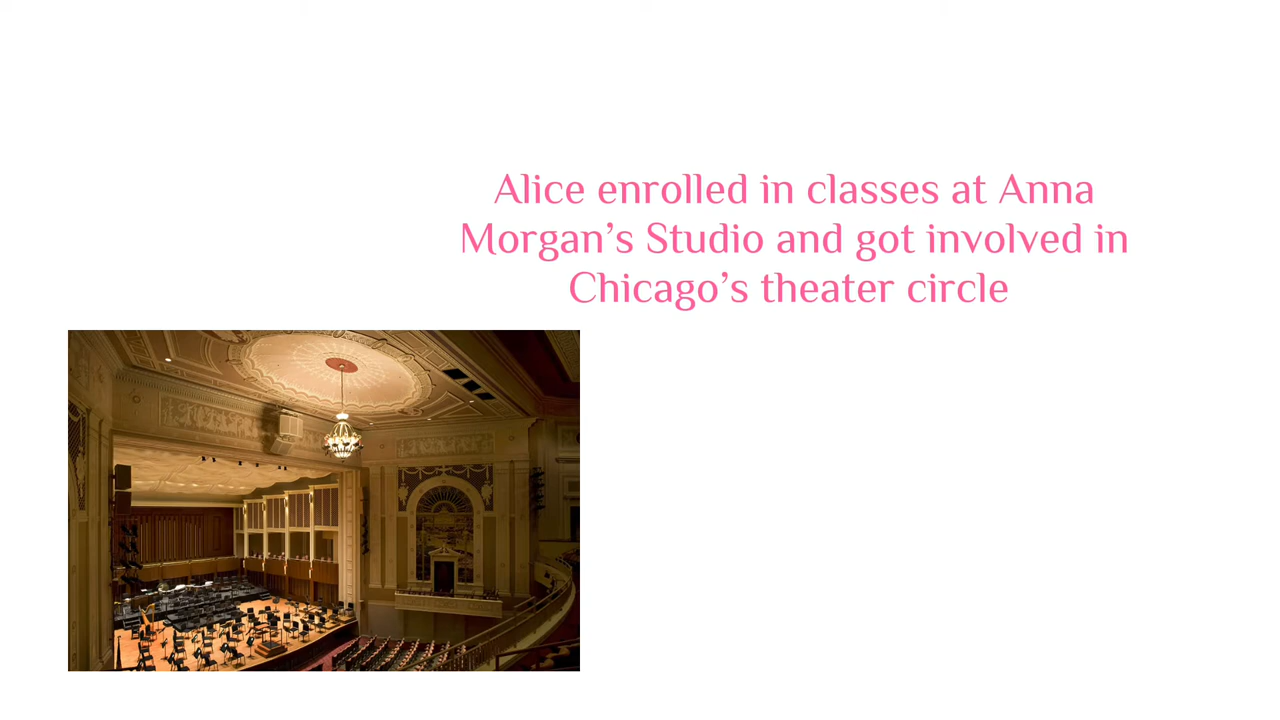 Alice enrolled in classes at Anna
Morgan’s Studio and got involved in
Chicago’s theater circle